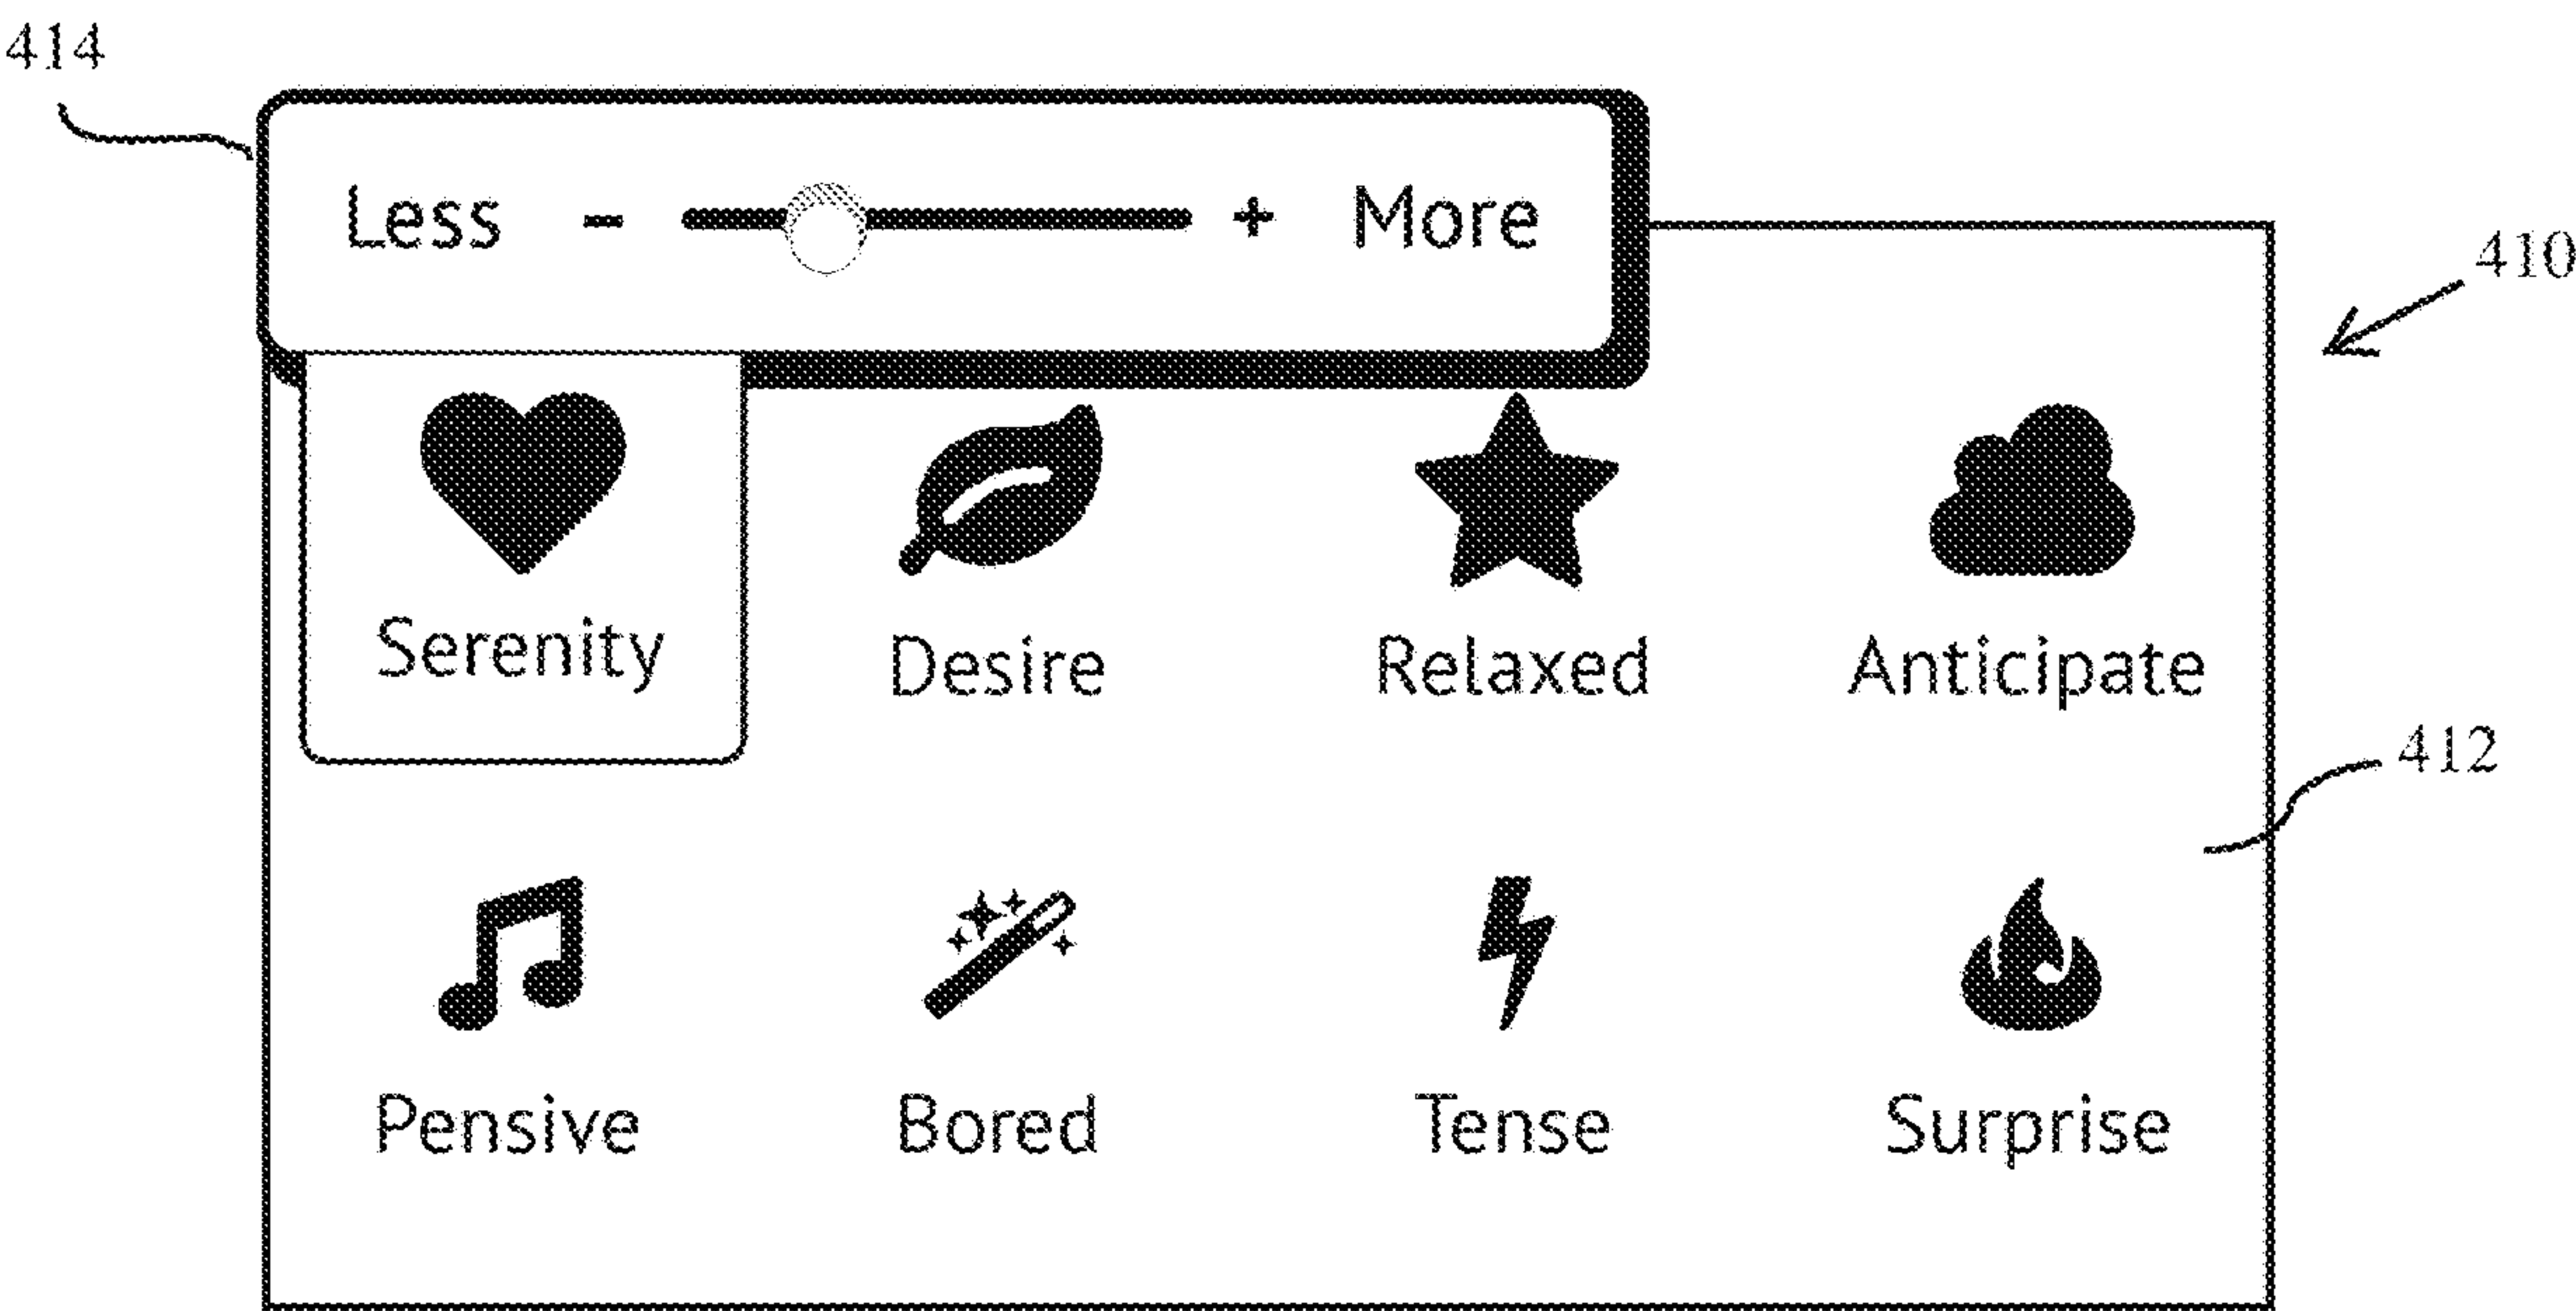 414
Less - + More
410
Serenity Desire Relaxed Anticipate
412
Pensive Bored Tense Surprise